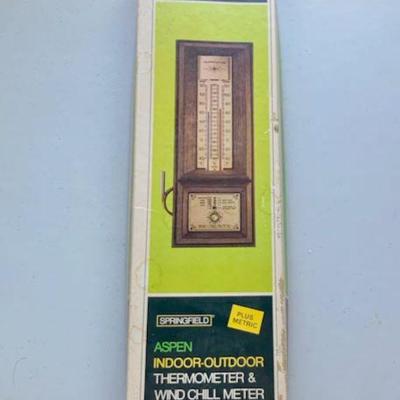 SPRINGFIELD
PLUS
METRIC
ASPEN
INDOOR-OUTDOOR
THERMOMETER &
WIND CHILL METER